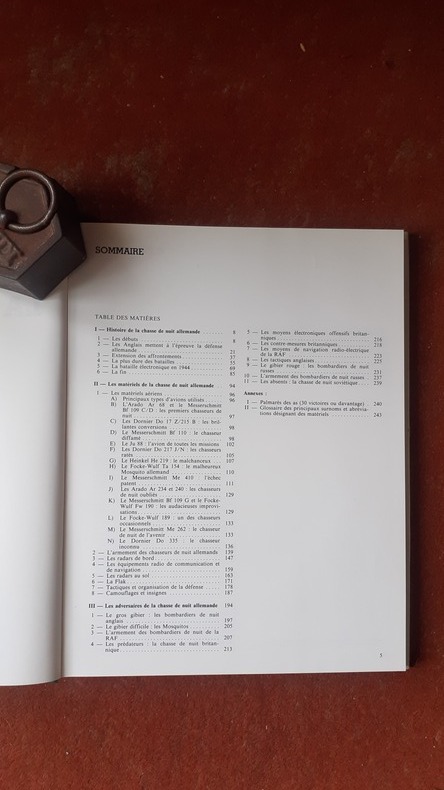 SOMMAIRE
TABLE DES MATIÈRES
I — Histoire de la chasse de nuit allemande ........ 6
1 — Les débuts ........ 8
2 — Les Anglais mettent à l'épreuve la défense
allemande ........ 21
3 — Extension des affrontements ........ 37
4 — La plus dure des batailles ........ 55
5 — La bataille électronique en 1944 ........ 69
6 — La fin ........ 85
II — Les matériels de la chasse de nuit allemande .... 94
1 — Les matériels aériens ........ 96
A) Principaux types d'avions utilisés ........ 96
B) L'Arado Ar 68 et le Messerschmitt
Bf 109 C/D : les premiers chasseurs de
nuit ........ 97
C) Les Dornier Do 17 Z/215 B : les bril-
lantes conversions ........ 98
D) Le Messerschmitt Bf 110 : le chasseur
diffamé ........ 98
E) Le Ju 88 : l'avion de toutes les missions 102
F) Les Dornier Do 217 J/N : les chasseurs
ratés ........ 105
G) Le Heinkel He 219 : le malchanceux .... 107
H) Le Focke-Wulf Ta 154 : le malheureux
Mosquito allemand ........ 110
I) Le Messerschmitt Me 410 : l'échec
patent ........ 111
J) Les Arado Ar 234 et 240 : les chasseurs
de nuit oubliés ........ 129
K) Le Messerschmitt Bf 109 G et le Focke-
Wulf Fw 190 : les audacieuses improvi-
sations ........ 129
L) Le Focke-Wulf 189 : un des chasseurs
occasionnels ........ 133
M) Le Messerschmitt Me 262 : le chasseur
de nuit de l'avenir ........ 133
N) Le Dornier Do 335 : le chasseur
inconnu ........ 136
2 — L'armement des chasseurs de nuit allemands 139
3 — Les radars de bord ........ 147
4 — Les équipements radio de communication et
de navigation ........ 159
5 — Les radars au sol ........ 163
6 — La Flak ........ 171
7 — Tactiques et organisation de la défense ..... 178
8 — Camouflages et insignes ........ 187
III — Les adversaires de la chasse de nuit allemande 194
1 — Le gros gibier : les bombardiers de nuit
anglais ........ 197
2 — Le gibier difficile : les Mosquitos ........ 205
3 — L'armement des bombardiers de nuit de la
RAF ........ 207
4 — Les prédateurs : la chasse de nuit britan-
nique ........ 213
5 — Les moyens électroniques offensifs britan-
niques ........ 216
6 — Les contre-mesures britanniques ........ 218
7 — Les moyens de navigation radio-électrique
de la RAF ........ 223
8 — Les tactiques anglaises ........ 225
9 — Le gibier rouge : les bombardiers de nuit
russes ........ 231
10 — L'armement des bombardiers de nuit russes . 237
11 — Les absents : la chasse de nuit soviétique .... 239
Annexes :
I — Palmarès des as (30 victoires ou davantage) . 240
II — Glossaire des principaux surnoms et abrévia-
tions désignant des matériels ........ 243
5